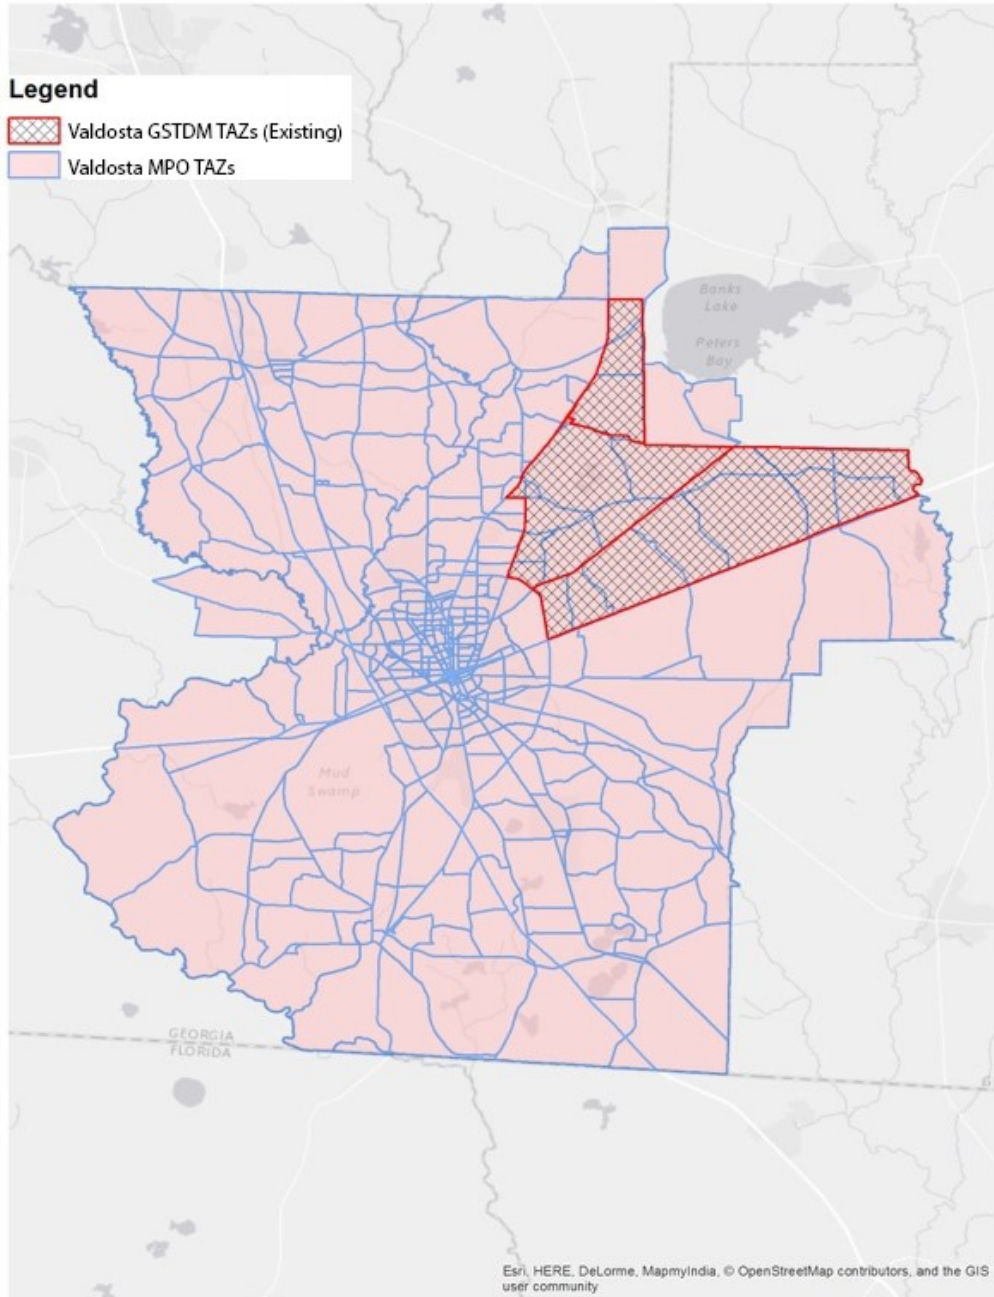 Legend
Valdosta GSTDM TAZs (Existing)
Valdosta MPO TAZs
Banks
Lake
Peters
Bay
Mud
Swamp
GEORGIA
FLORIDA
G
Esri, HERE, DeLorme, MapmyIndia, © OpenStreetMap contributors, and the GIS
user community